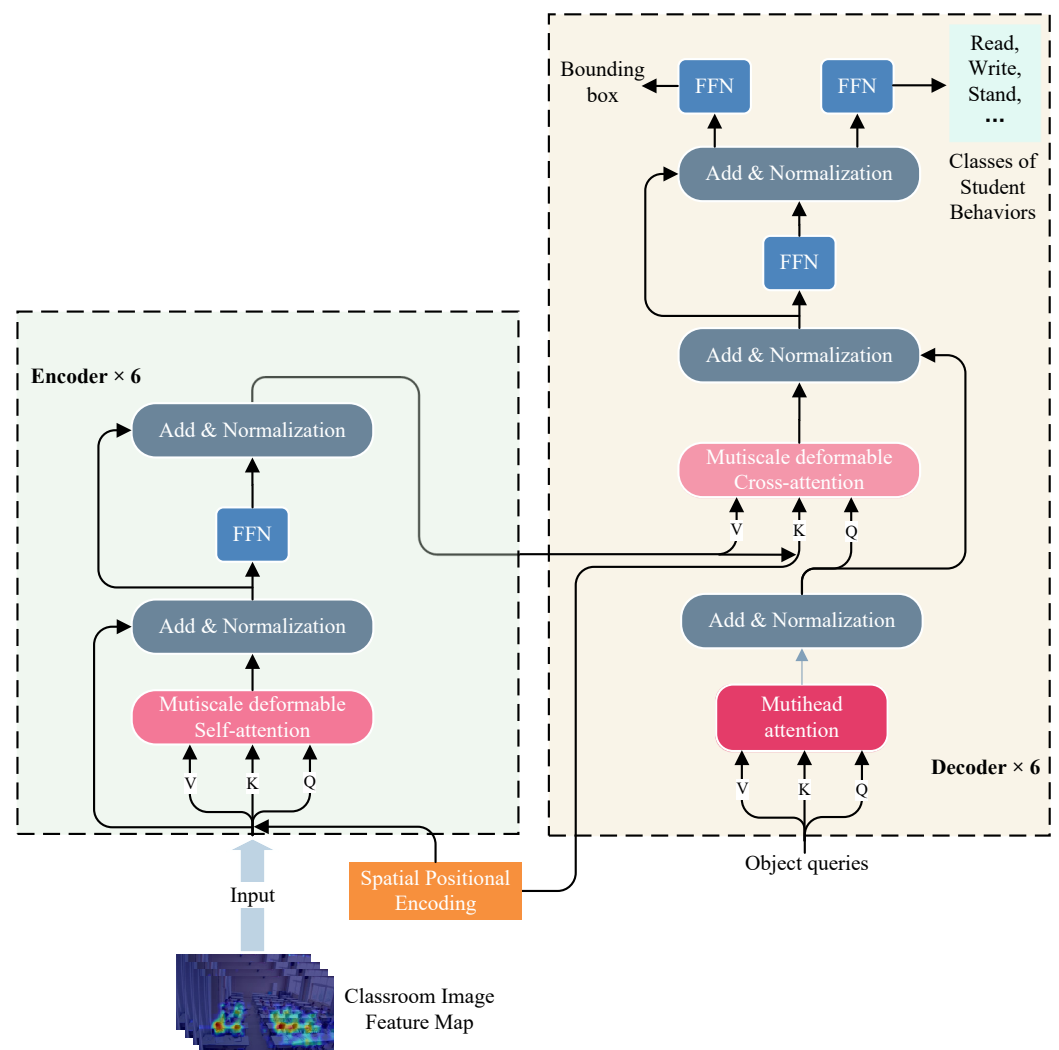 Read,
Write,
Stand,
...
Bounding
box
FFN
FFN
Add & Normalization
Classes of
Student
Behaviors
FFN
Add & Normalization
Encoder × 6
Add & Normalization
Mutiscale deformable
Cross-attention
V
K
Q
FFN
Add & Normalization
Add & Normalization
Mutiscale deformable
Self-attention
V
K
Q
Mutihead
attention
Decoder × 6
V
K
Q
Object queries
Spatial Positional
Encoding
Input
Classroom Image
Feature Map